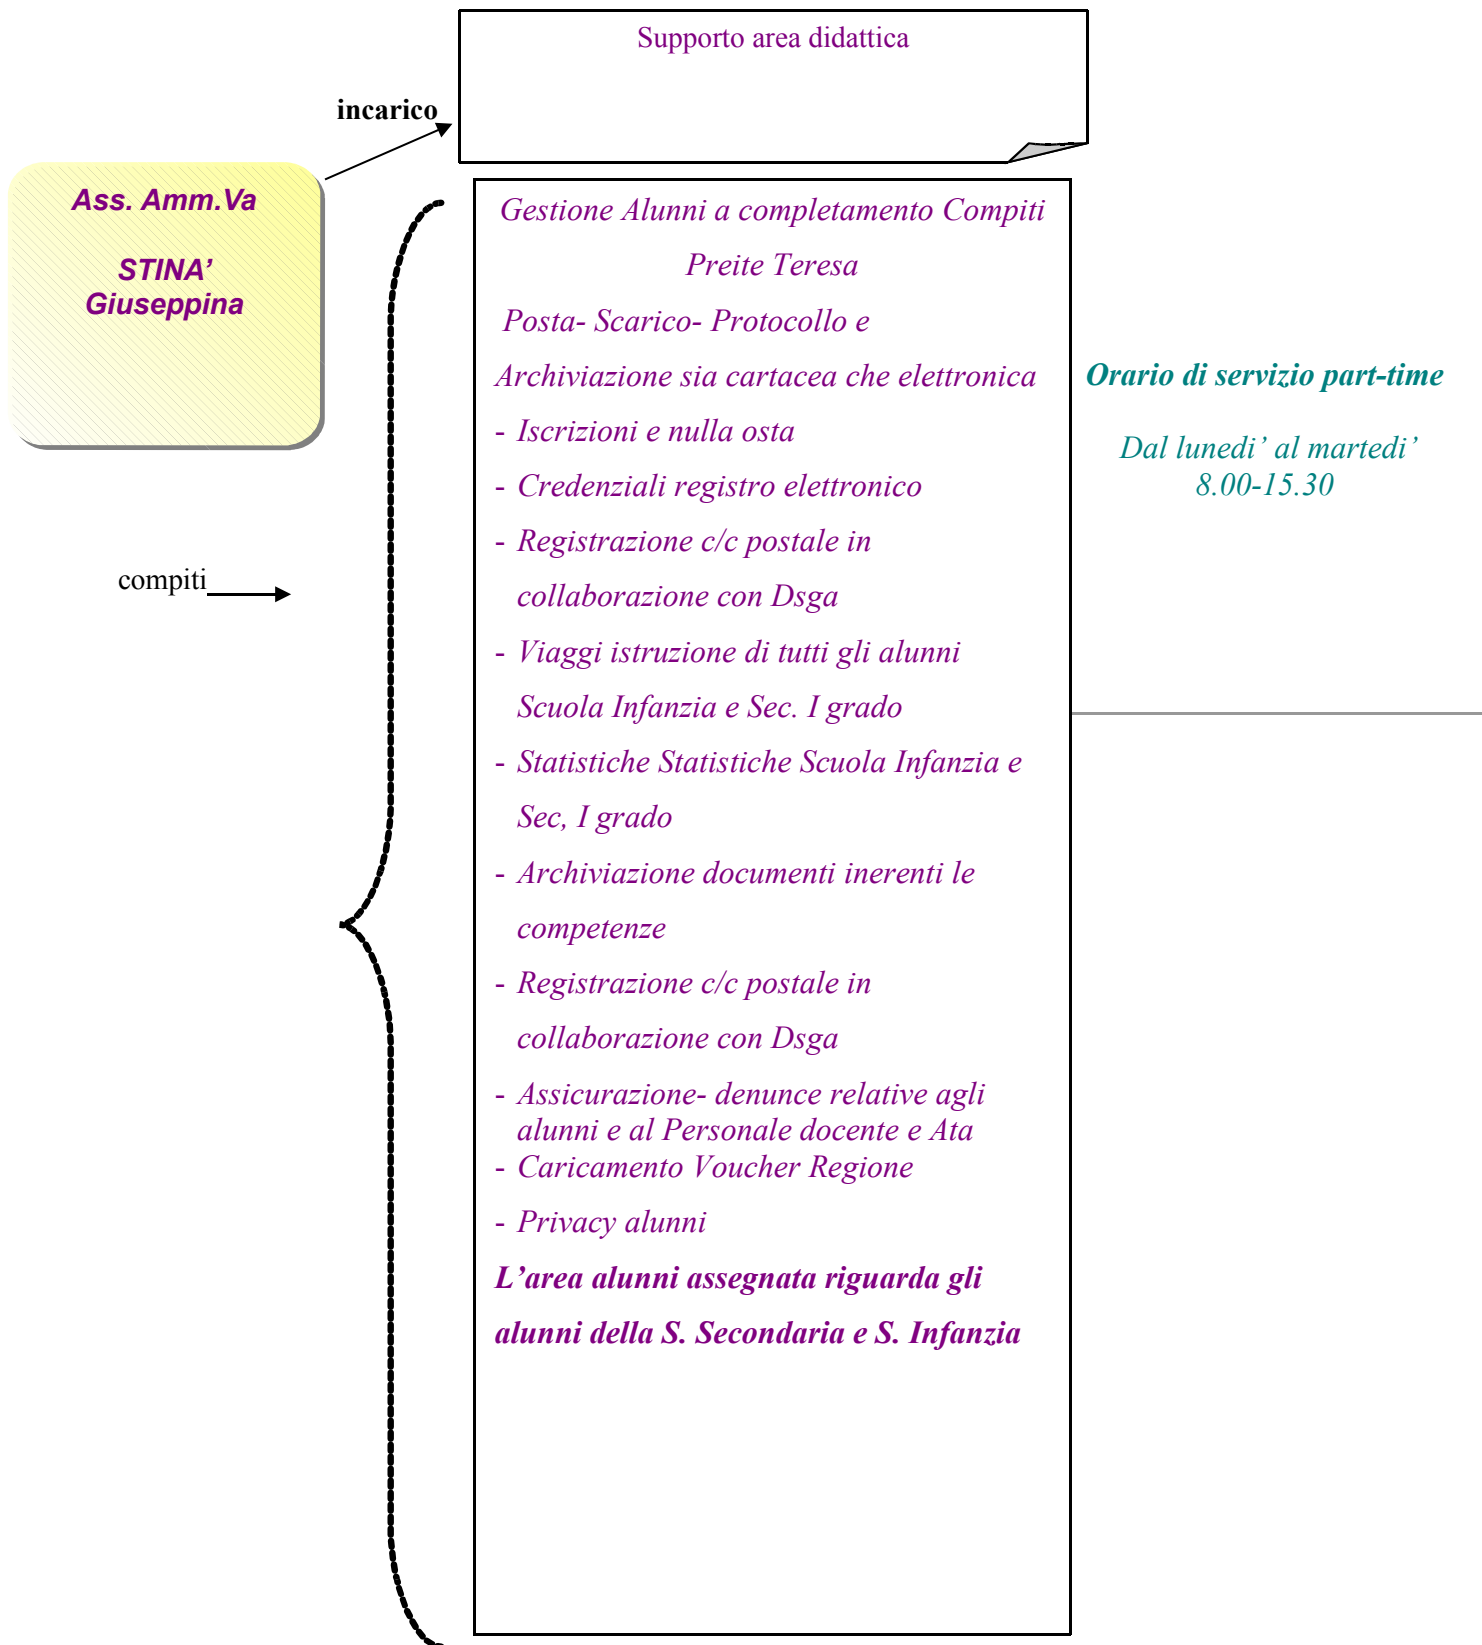 Supporto area didattica
incarico
Ass. Amm.Va
STINA’
Giuseppina
compiti
Gestione Alunni a completamento Compiti
Preite Teresa
Posta- Scarico- Protocollo e
Archiviazione sia cartacea che elettronica
- Iscrizioni e nulla osta
- Credenziali registro elettronico
- Registrazione c/c postale in
collaborazione con Dsga
- Viaggi istruzione di tutti gli alunni
Scuola Infanzia e Sec. I grado
- Statistiche Statistiche Scuola Infanzia e
Sec, I grado
- Archiviazione documenti inerenti le
competenze
- Registrazione c/c postale in
collaborazione con Dsga
- Assicurazione- denunce relative agli
alunni e al Personale docente e Ata
- Caricamento Voucher Regione
- Privacy alunni
L’area alunni assegnata riguarda gli
alunni della S. Secondaria e S. Infanzia
Orario di servizio part-time
Dal lunedi’ al martedi’
8.00-15.30